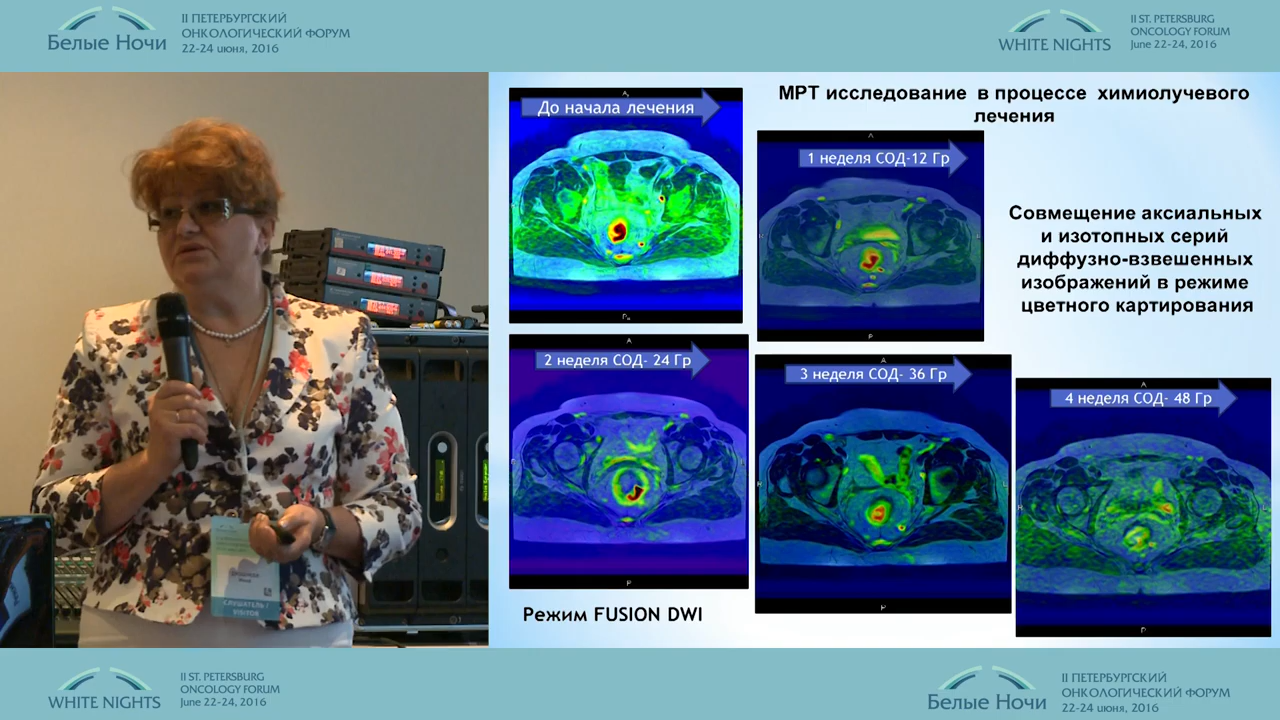 II ПЕТЕРБУРГСКИЙ
ОНКОЛОГИЧЕСКИЙ ФОРУМ
22-24 июня, 2016
Белые Ночи
WHITE NIGHTS
II ST. PETERSBURG
ONCOLOGY FORUM
June 22-24, 2016
МРТ исследование в процессе химиолучевого
лечения
До начала лечения
1 неделя СОД-12 Гр
Совмещение аксиальных
и изотопных серий
диффузно-взвешенных
изображений в режиме
цветного картирования
2 неделя СОД- 24 Гр
3 неделя СОД- 36 Гр
4 неделя СОД- 48 Гр
Режим FUSION DWI
СЛУШАТЕЛЬ /
VISITOR
WHITE NIGHTS
II ST. PETERSBURG
ONCOLOGY FORUM
June 22-24, 2016
Белые Ночи
II ПЕТЕРБУРГСКИЙ
ОНКОЛОГИЧЕСКИЙ ФОРУМ
22-24 июня, 2016